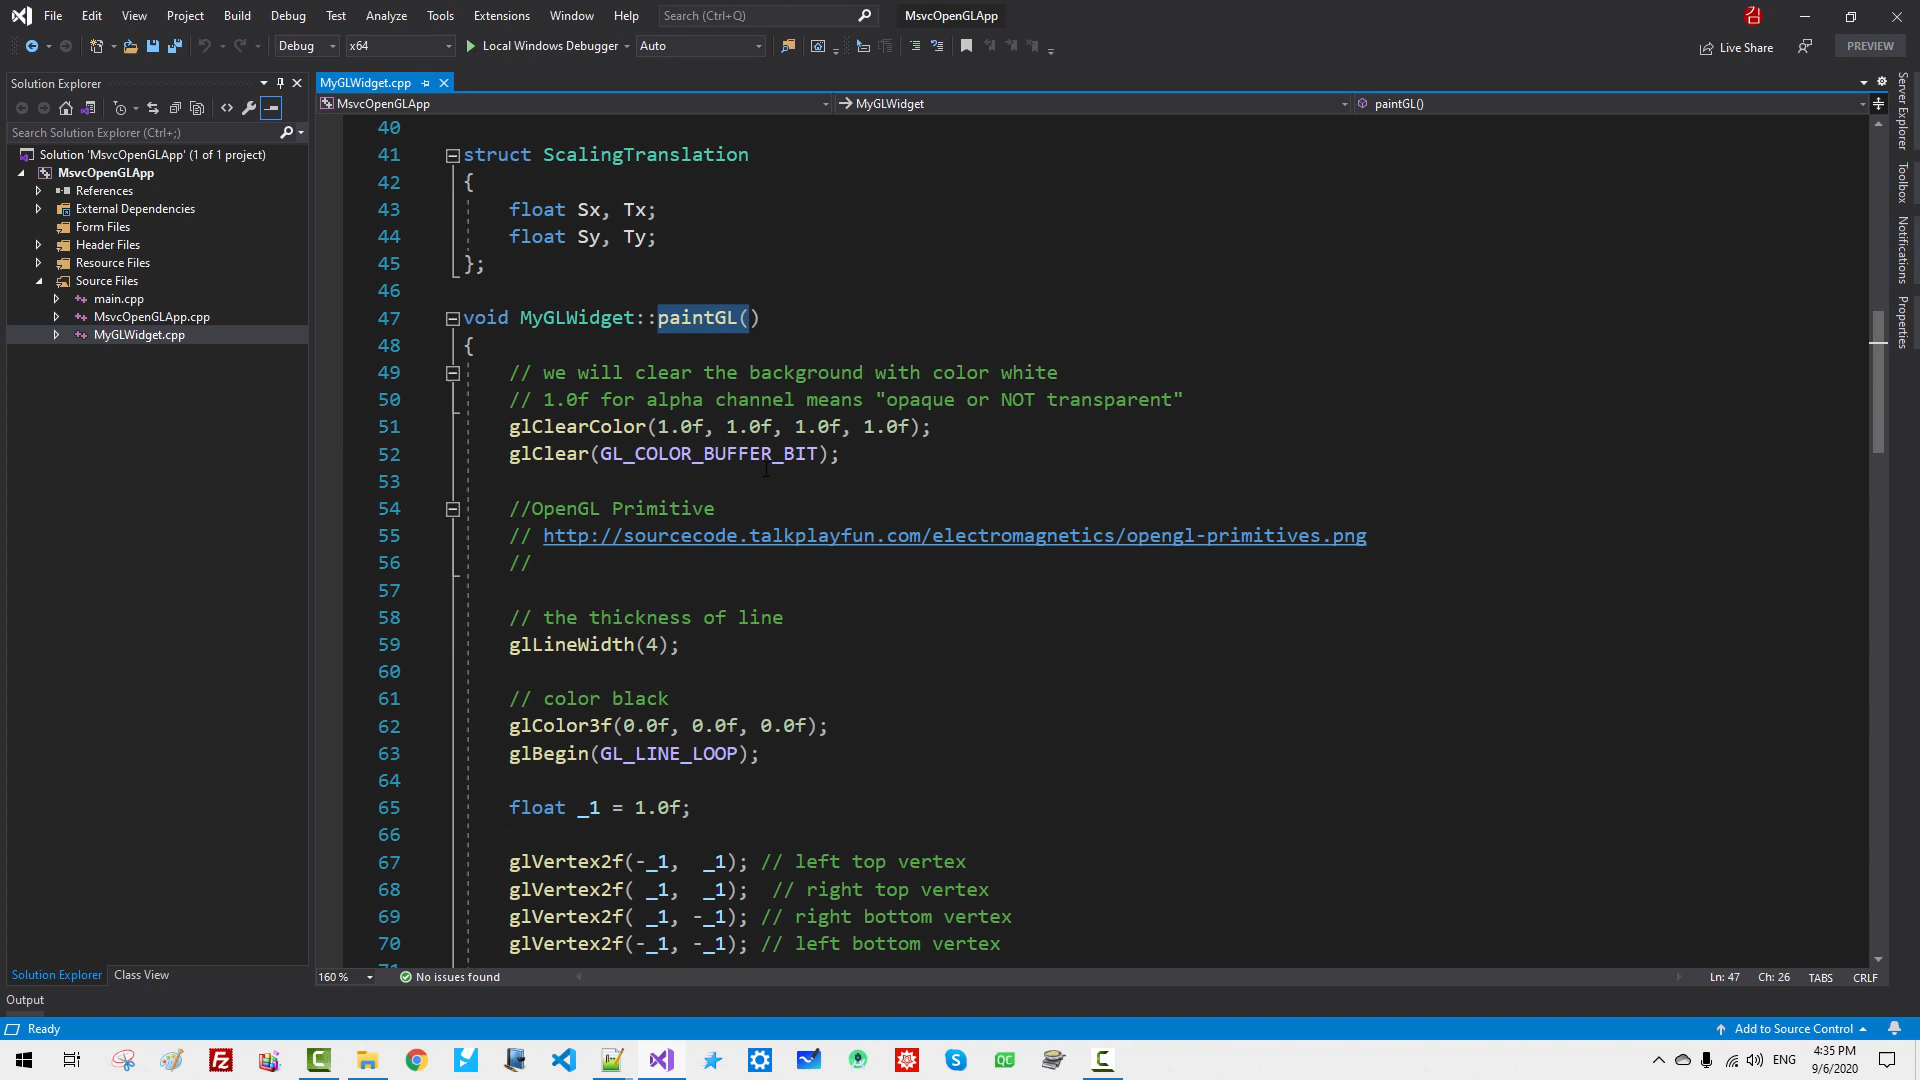 File Edit View Project Build Debug Test Analyze Tools Extensions Window Help Search (Ctrl+Q) MsvcOpenGLApp
Debug x64 Local Windows Debugger Auto Live Share PREVIEW
Solution Explorer
Search Solution Explorer (Ctrl+;)
Solution 'MsvcOpenGLApp' (1 of 1 project)
MsvcOpenGLApp
References
External Dependencies
Form Files
Header Files
Resource Files
Source Files
main.cpp
MsvcOpenGLApp.cpp
MyGLWidget.cpp
Solution Explorer Class View
MyGLWidget.cpp
MsvcOpenGLApp MyGLWidget paintGL()
40
41 struct ScalingTranslation
42 {
43 float Sx, Tx;
44 float Sy, Ty;
45 };
46
47 void MyGLWidget::paintGL()
48 {
49 // we will clear the background with color white
50 // 1.0f for alpha channel means "opaque or NOT transparent"
51 glClearColor(1.0f, 1.0f, 1.0f, 1.0f);
52 glClear(GL_COLOR_BUFFER_BIT);
53
54 //OpenGL Primitive
55 // http://sourcecode.talkplayfun.com/electromagnetics/opengl-primitives.png
56 //
57
58 // the thickness of line
59 glLineWidth(4);
60
61 // color black
62 glColor3f(0.0f, 0.0f, 0.0f);
63 glBegin(GL_LINE_LOOP);
64
65 float _1 = 1.0f;
66
67 glVertex2f(-_1,  _1); // left top vertex
68 glVertex2f( _1,  _1);  // right top vertex
69 glVertex2f( _1, -_1); // right bottom vertex
70 glVertex2f(-_1, -_1); // left bottom vertex
160 % No issues found Ln: 47 Ch: 26 TABS CRLF
Server Explorer
Toolbox
Notifications
Properties
Output
Ready Add to Source Control
ENG 4:35 PM
9/6/2020